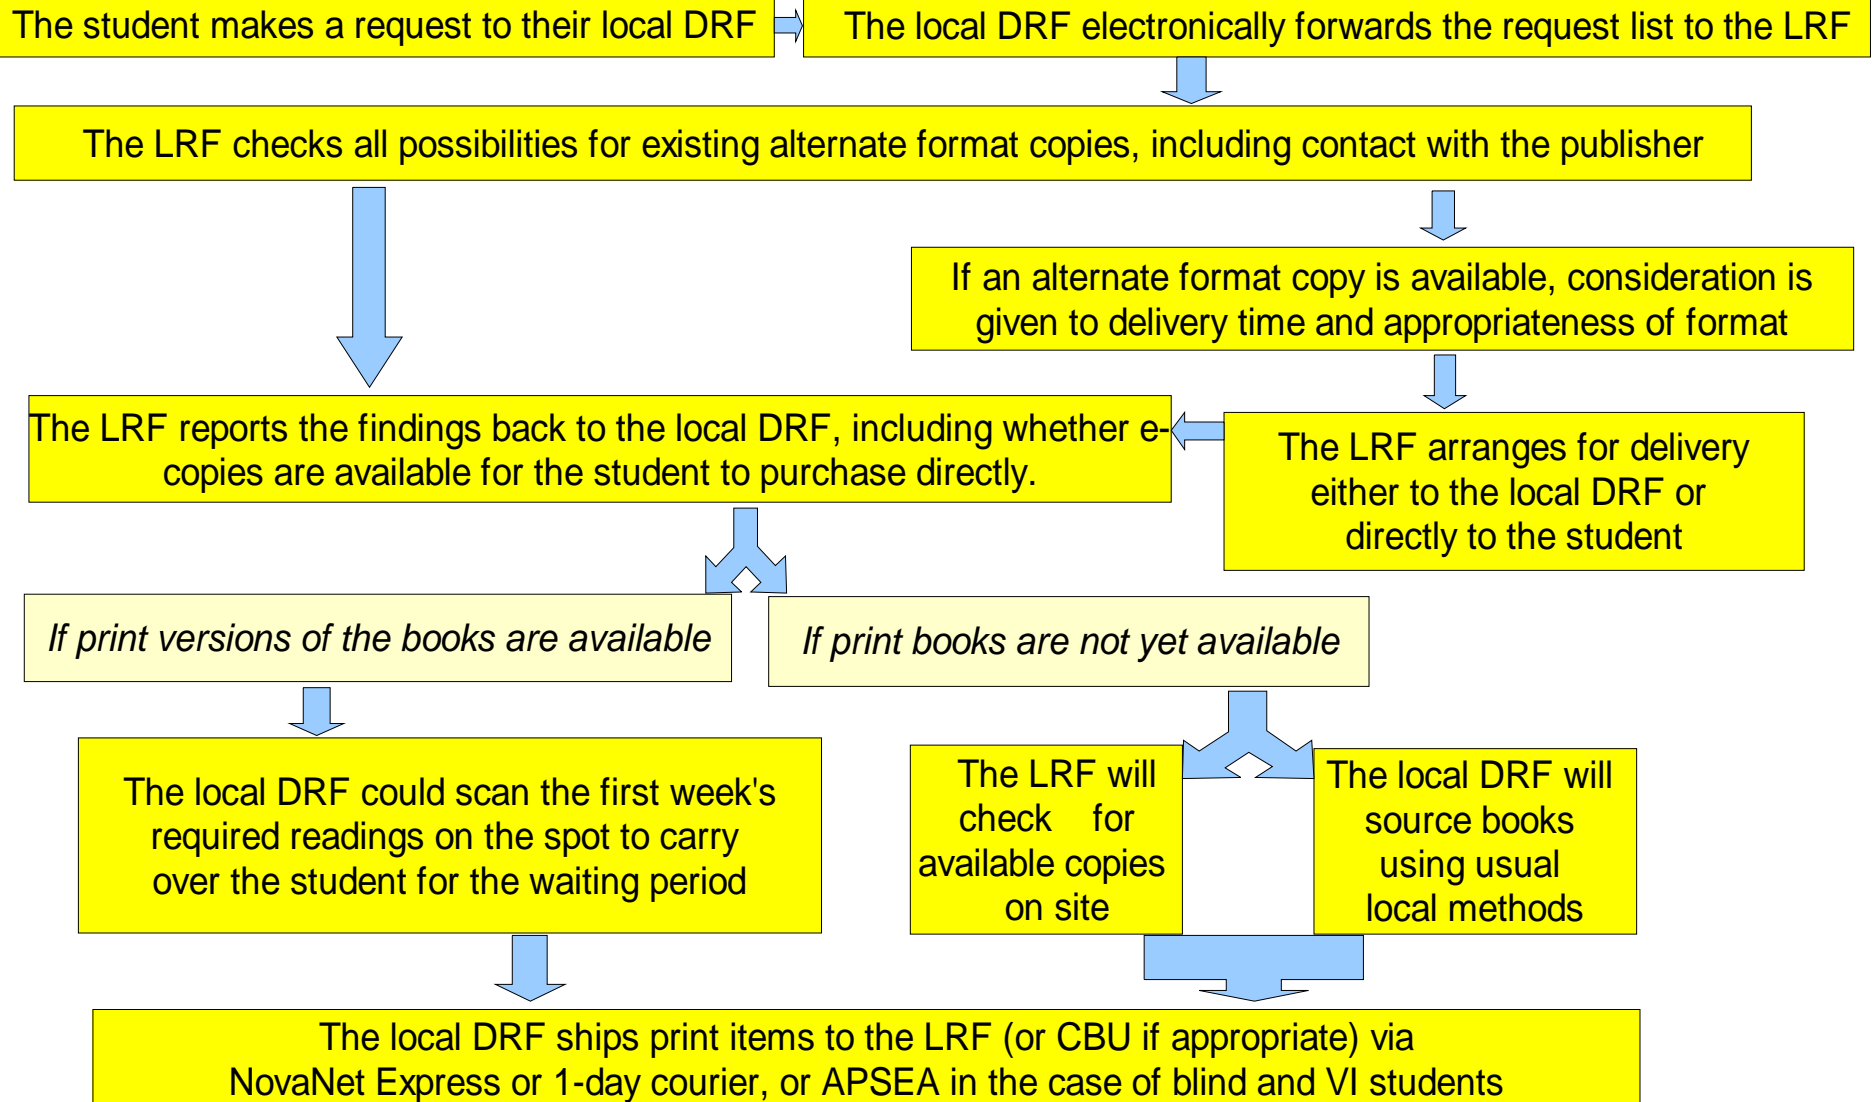 The student makes a request to their local DRF
The local DRF electronically forwards the request list to the LRF
The LRF checks all possibilities for existing alternate format copies, including contact with the publisher
If an alternate format copy is available, consideration is
given to delivery time and appropriateness of format
The LRF reports the findings back to the local DRF, including whether e-
copies are available for the student to purchase directly.
The LRF arranges for delivery
either to the local DRF or
directly to the student
If print versions of the books are available
If print books are not yet available
The local DRF could scan the first week's
required readings on the spot to carry
over the student for the waiting period
The LRF will
check for
available copies
on site
The local DRF will
source books
using usual
local methods
The local DRF ships print items to the LRF (or CBU if appropriate) via
NovaNet Express or 1-day courier, or APSEA in the case of blind and VI students